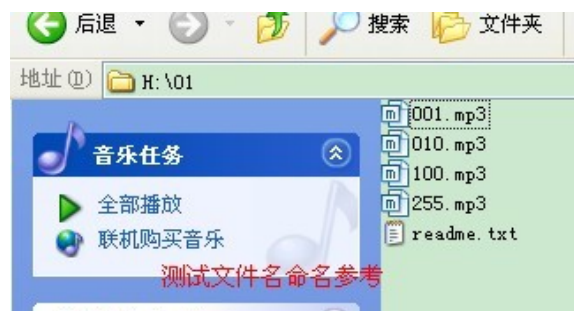 后退 搜索 文件夹
地址(D) H:\01
音乐任务
全部播放
联机购买音乐
001.mp3
010.mp3
100.mp3
255.mp3
readme.txt
测试文件名命名参考